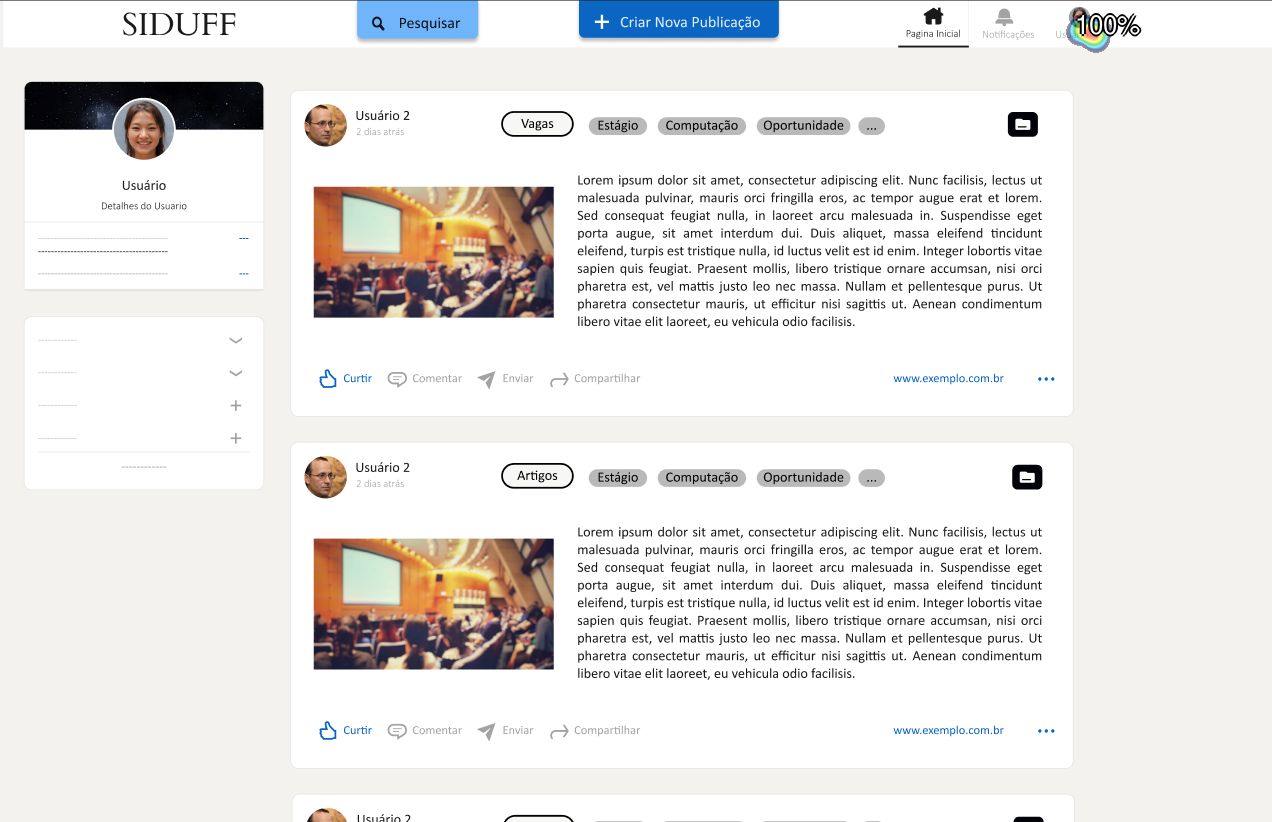 SIDUFF
Pesquisar
Criar Nova Publicação
Pagina Inicial
Notificações
100%
Usuário
Detalhes do Usuario
Usuário 2
2 dias atrás
Vagas
Estágio
Computação
Oportunidade
...
Lorem ipsum dolor sit amet, consectetur adipiscing elit. Nunc facilisis, lectus ut
malesuada pulvinar, mauris orci fringilla eros, ac tempor augue erat et lorem.
Sed consequat feugiat nulla, in laoreet arcu malesuada in. Suspendisse eget
porta augue, sit amet interdum dui. Duis aliquet, massa eleifend tincidunt
eleifend, turpis est tristique nulla, id luctus velit est id enim. Integer lobortis vitae
sapien quis feugiat. Praesent mollis, libero tristique ornare accumsan, nisi orci
pharetra est, vel mattis justo leo nec massa. Nullam et pellentesque purus. Ut
pharetra consectetur mauris, ut efficitur nisi sagittis ut. Aenean condimentum
libero vitae elit laoreet, eu vehicula odio facilisis.
Curtir
Comentar
Enviar
Compartilhar
www.exemplo.com.br
Usuário 2
2 dias atrás
Artigos
Estágio
Computação
Oportunidade
...
Lorem ipsum dolor sit amet, consectetur adipiscing elit. Nunc facilisis, lectus ut
malesuada pulvinar, mauris orci fringilla eros, ac tempor augue erat et lorem.
Sed consequat feugiat nulla, in laoreet arcu malesuada in. Suspendisse eget
porta augue, sit amet interdum dui. Duis aliquet, massa eleifend tincidunt
eleifend, turpis est tristique nulla, id luctus velit est id enim. Integer lobortis vitae
sapien quis feugiat. Praesent mollis, libero tristique ornare accumsan, nisi orci
pharetra est, vel mattis justo leo nec massa. Nullam et pellentesque purus. Ut
pharetra consectetur mauris, ut efficitur nisi sagittis ut. Aenean condimentum
libero vitae elit laoreet, eu vehicula odio facilisis.
Curtir
Comentar
Enviar
Compartilhar
www.exemplo.com.br
Usuário 2